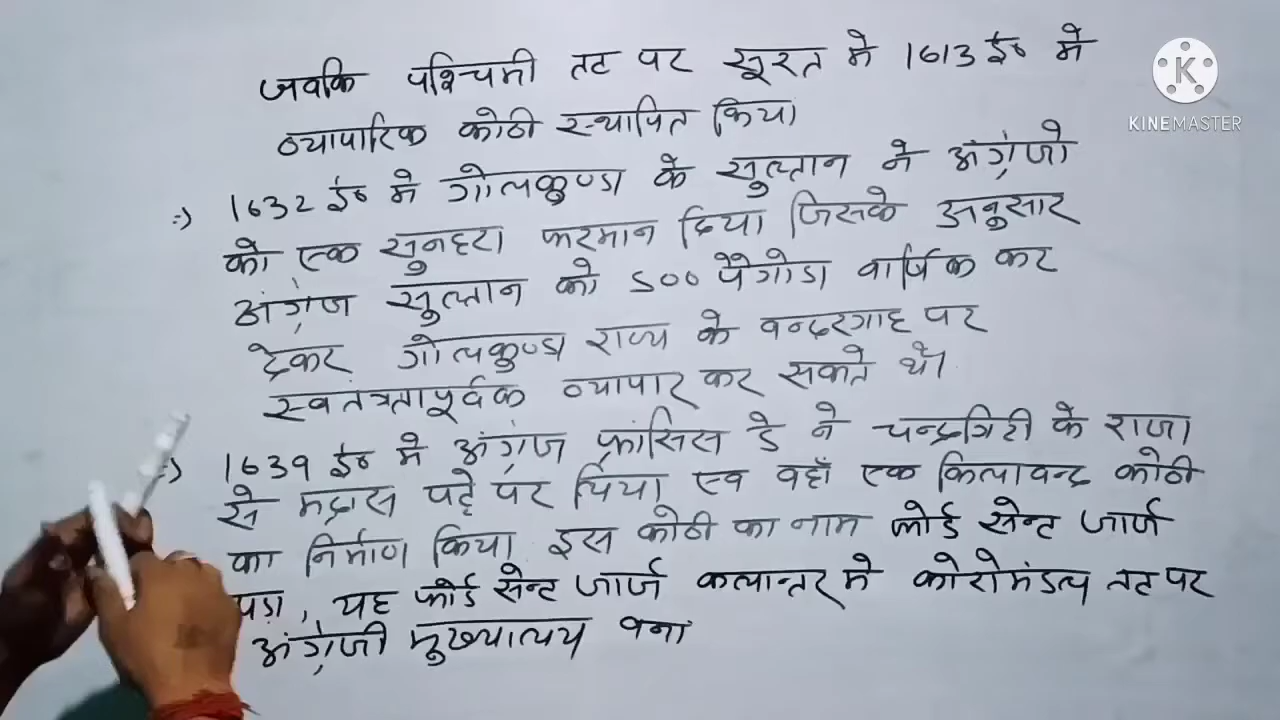 जबकि पश्चिमी तट पर सूरत मे 1613 ई० मे
व्यापारिक कोठी स्थापित किया
=) 1632 ई० मे गोलकुण्डा के सुल्तान ने अंग्रेजो
को एक सुनहरा फरमान दिया जिसके अनुसार
अंग्रेज सुल्तान को 500 पैगोडा वार्षिक कर
देकर गोलकुण्डा राज्य के बन्दरगाह पर
स्वतंत्रतापूर्वक व्यापार कर सकते थे।
=) 1639 ई० मे अंग्रेज फ्रांसिस डे ने चन्द्रगिरी के राजा
से मद्रास पट्टे पर लिया एव वहाँ एक किलाबन्द कोठी
का निर्माण किया इस कोठी का नाम फोर्ड सेन्ट जार्ज
पड़ा , यह फोर्ड सेन्ट जार्ज कलान्तर मे कोरोमंडल तट पर
अंग्रेजी मुख्यालय बना
K
KINEMASTER